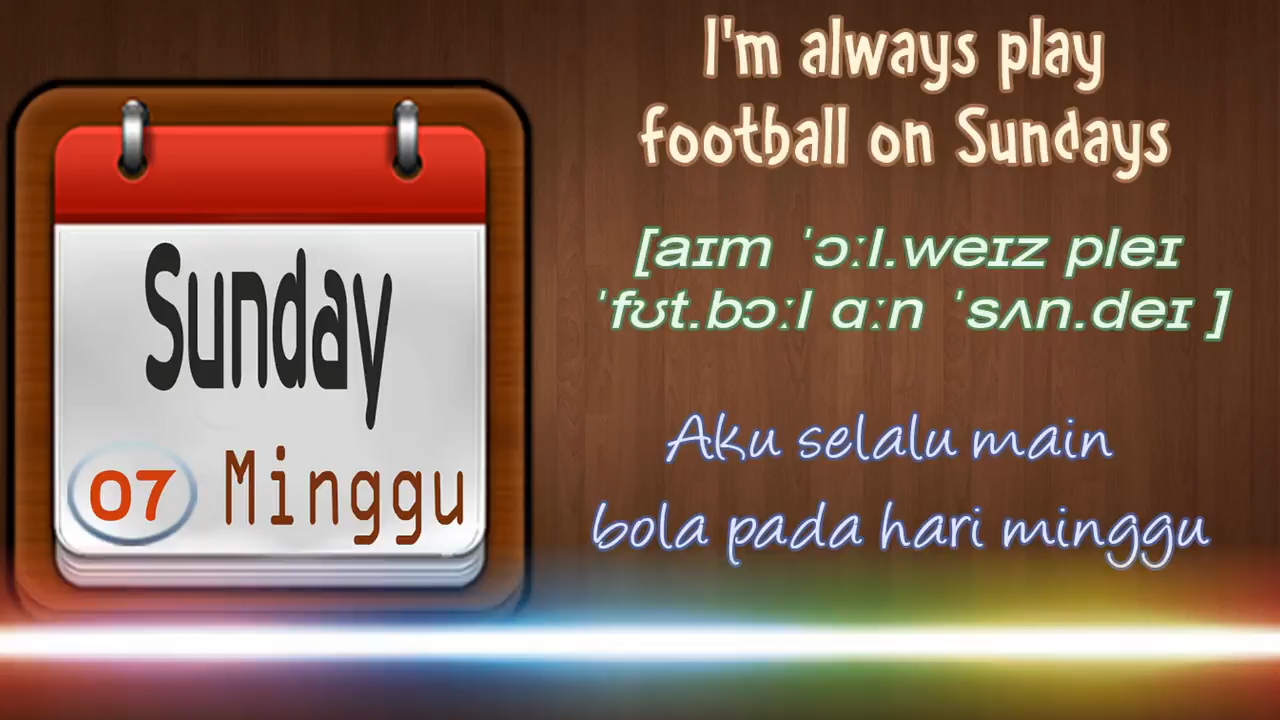 Sunday
07 Minggu
I'm always play
football on Sundays
[aɪm ˈɔːl.weɪz pleɪ
ˈfʊt.bɔːl ɑːn ˈsʌn.deɪ ]
Aku selalu main
bola pada hari minggu